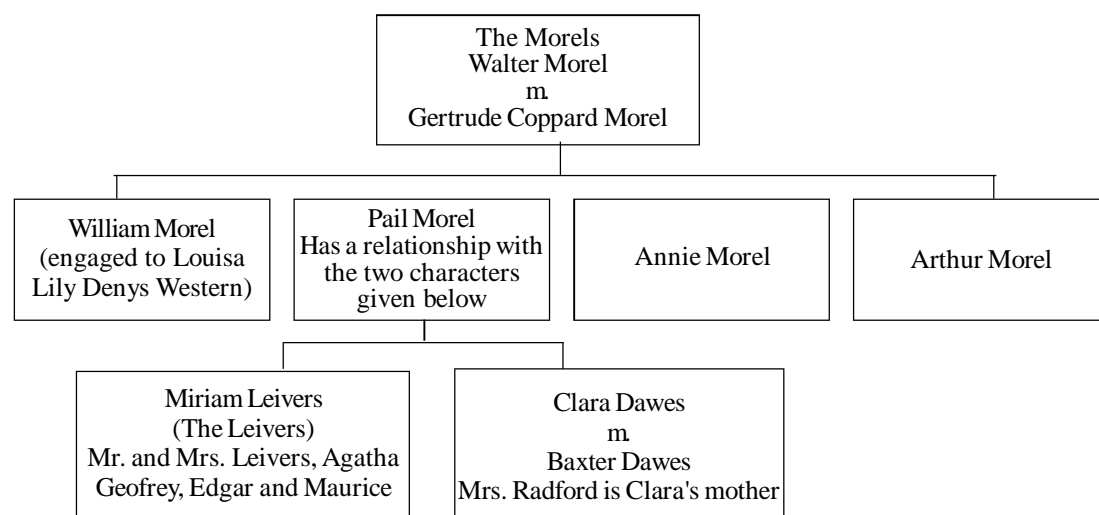 The Morels
Walter Morel
m.
Gertrude Coppard Morel
William Morel
(engaged to Louisa
Lily Denys Western)
Pail Morel
Has a relationship with
the two characters
given below
Annie Morel
Arthur Morel
Miriam Leivers
(The Leivers)
Mr. and Mrs. Leivers, Agatha
Geofrey, Edgar and Maurice
Clara Dawes
m.
Baxter Dawes
Mrs. Radford is Clara's mother